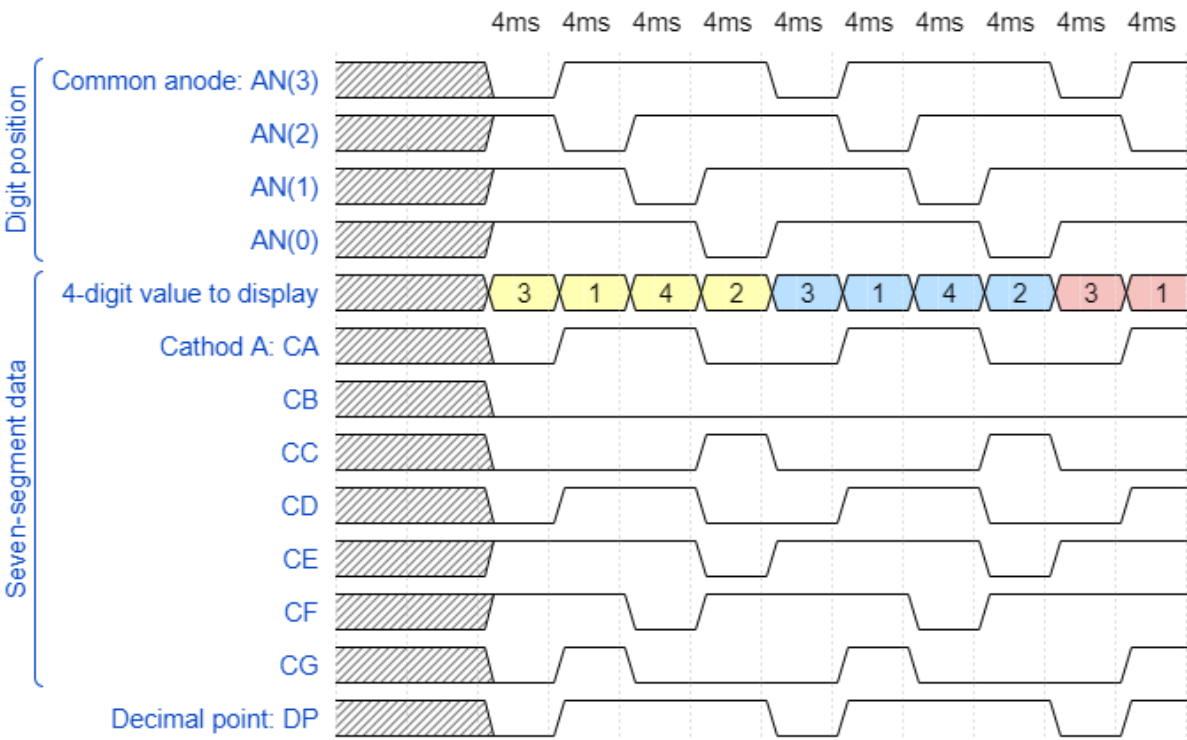 4ms 4ms 4ms 4ms 4ms 4ms 4ms 4ms 4ms 4ms
Digit position
Common anode: AN(3)
AN(2)
AN(1)
AN(0)
4-digit value to display 3 1 4 2 3 1 4 2 3 1
Seven-segment data
Cathod A: CA
CB
CC
CD
CE
CF
CG
Decimal point: DP